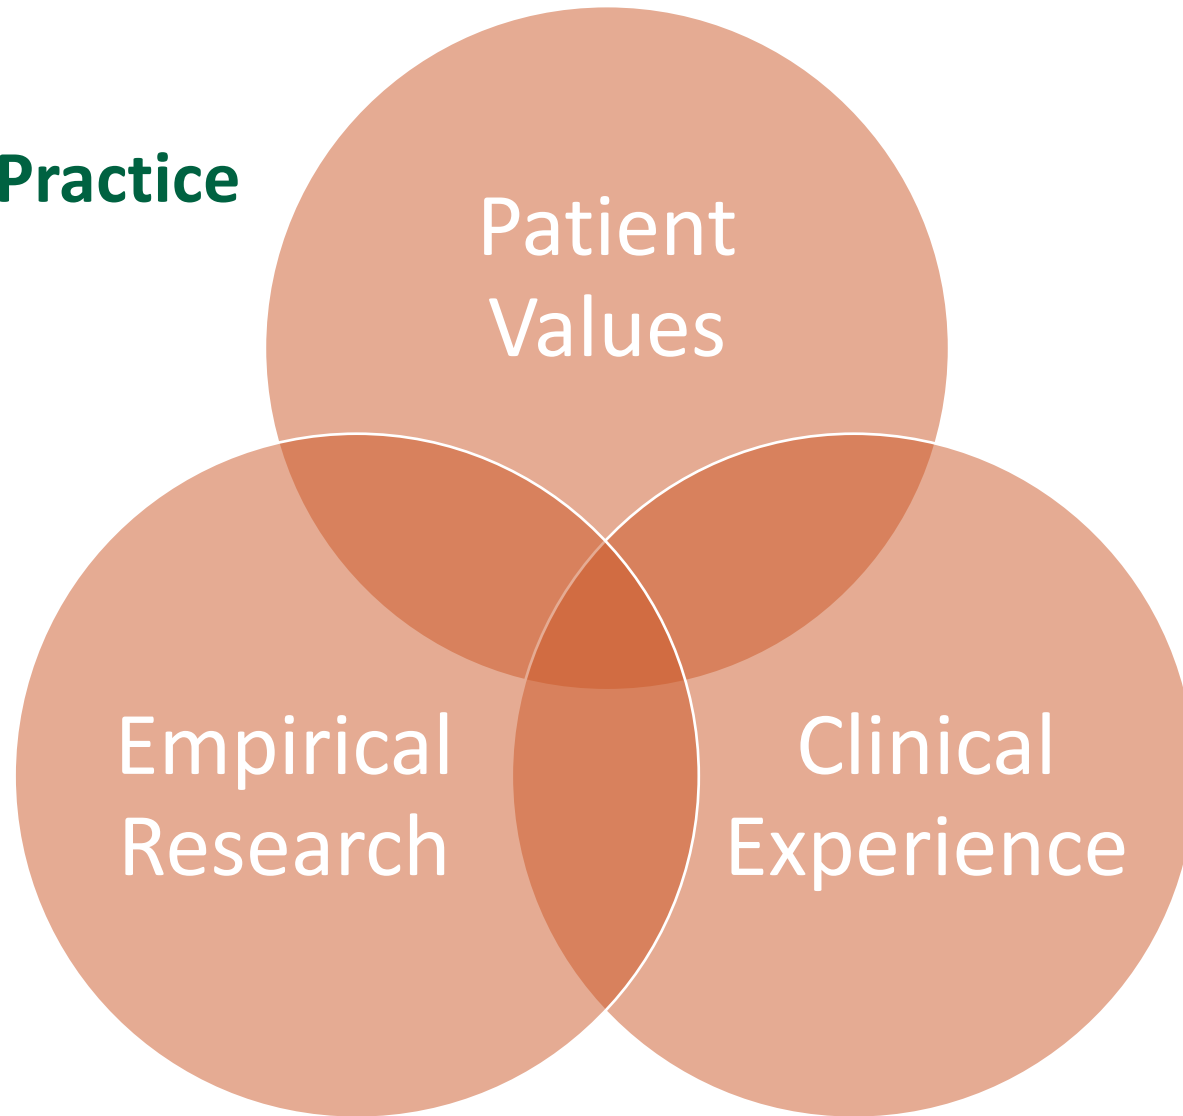 Practice
Patient
Values
Empirical
Research
Clinical
Experience